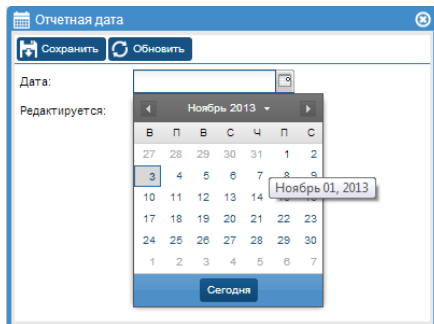 Отчетная дата
Сохранить Обновить
Дата:
Редактируется:
Ноябрь 2013
В П В С Ч П С
27 28 29 30 31 1 2
3 4 5 6 7 8 9
Ноябрь 01, 2013
10 11 12 13 14 15 16
17 18 19 20 21 22 23
24 25 26 27 28 29 30
1 2 3 4 5 6 7
Сегодня